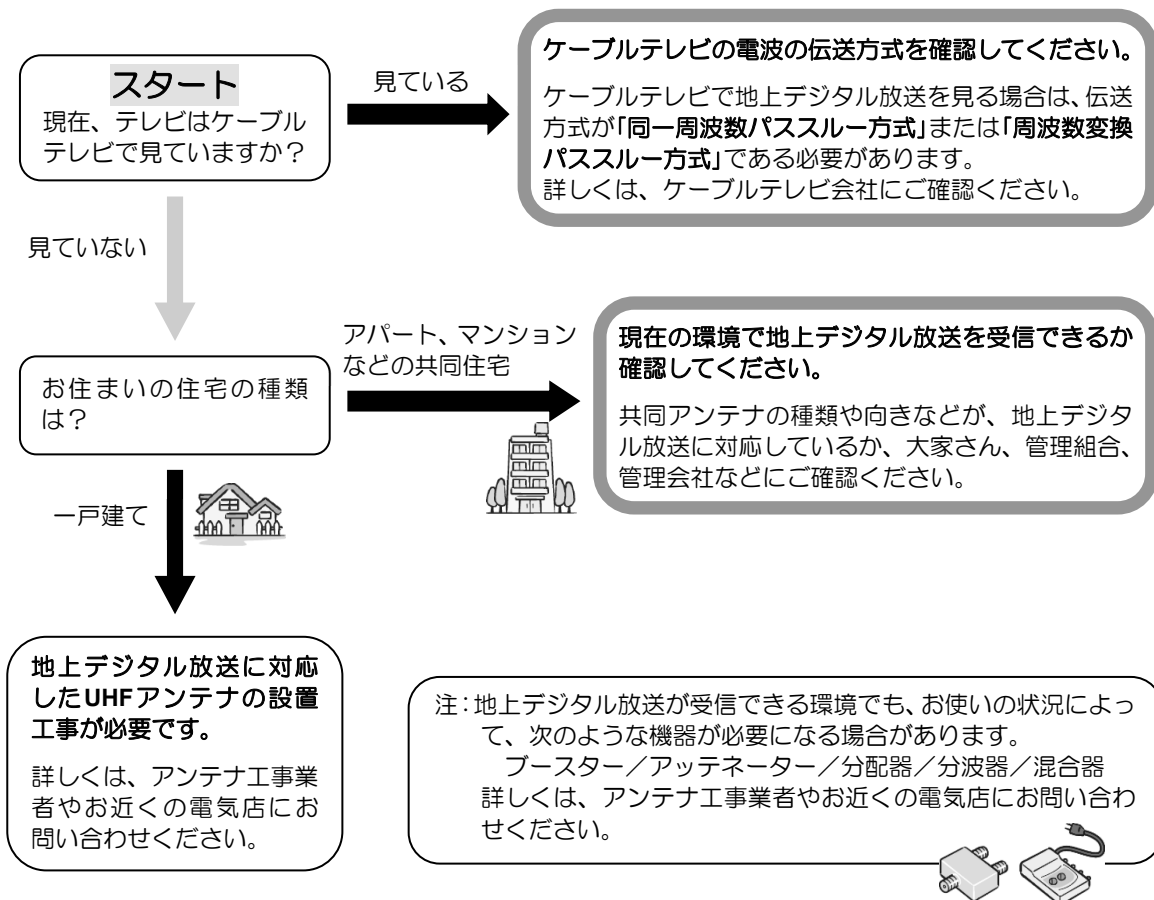 スタート
現在、テレビはケーブル
テレビで見ていますか？
見ている
ケーブルテレビの電波の伝送方式を確認してください。
ケーブルテレビで地上デジタル放送を見る場合は、伝送
方式が「同一周波数パススルー方式」または「周波数変換
パススルー方式」である必要があります。
詳しくは、ケーブルテレビ会社にご確認ください。
見ていない
お住まいの住宅の種類
は？
アパート、マンション
などの共同住宅
現在の環境で地上デジタル放送を受信できるか
確認してください。
共同アンテナの種類や向きなどが、地上デジタ
ル放送に対応しているか、大家さん、管理組合、
管理会社などにご確認ください。
一戸建て
地上デジタル放送に対応
したUHFアンテナの設置
工事が必要です。
詳しくは、アンテナ工事業
者やお近くの電気店にお
問い合わせください。
注：地上デジタル放送が受信できる環境でも、お使いの状況によっ
て、次のような機器が必要になる場合があります。
ブースター／アッテネーター／分配器／分波器／混合器
詳しくは、アンテナ工事業者やお近くの電気店にお問い合わ
せください。